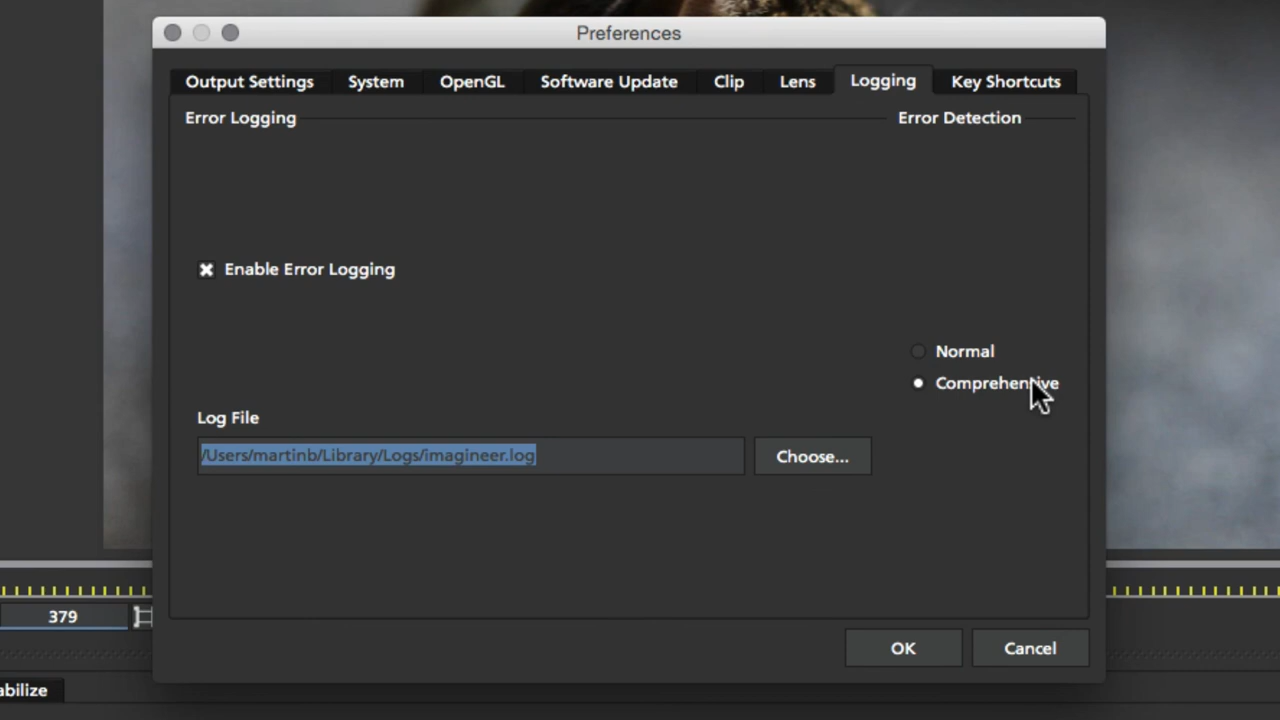 Preferences
Output Settings System OpenGL Software Update Clip Lens Logging Key Shortcuts
Error Logging Error Detection
Enable Error Logging
Normal
Comprehensive
Log File
/Users/martinb/Library/Logs/imagineer.log Choose...
379
OK Cancel
abilize